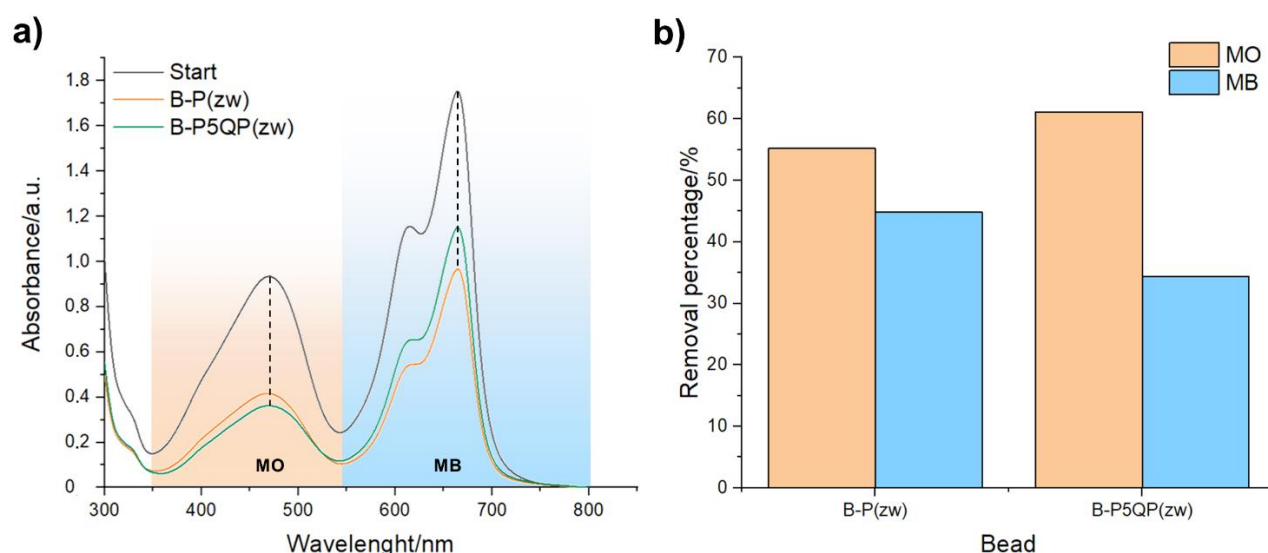 a)
Start
B-P(zw)
B-P5QP(zw)
Absorbance/a.u.
1.8
1.6
1.4
1.2
1.0
0.8
0.6
0.4
0.2
0
MO
MB
300
400
500
600
700
800
Wavelenght/nm
b)
MO
MB
Removal percentage/%
70
60
50
40
30
20
10
0
B-P(zw)
B-P5QP(zw)
Bead